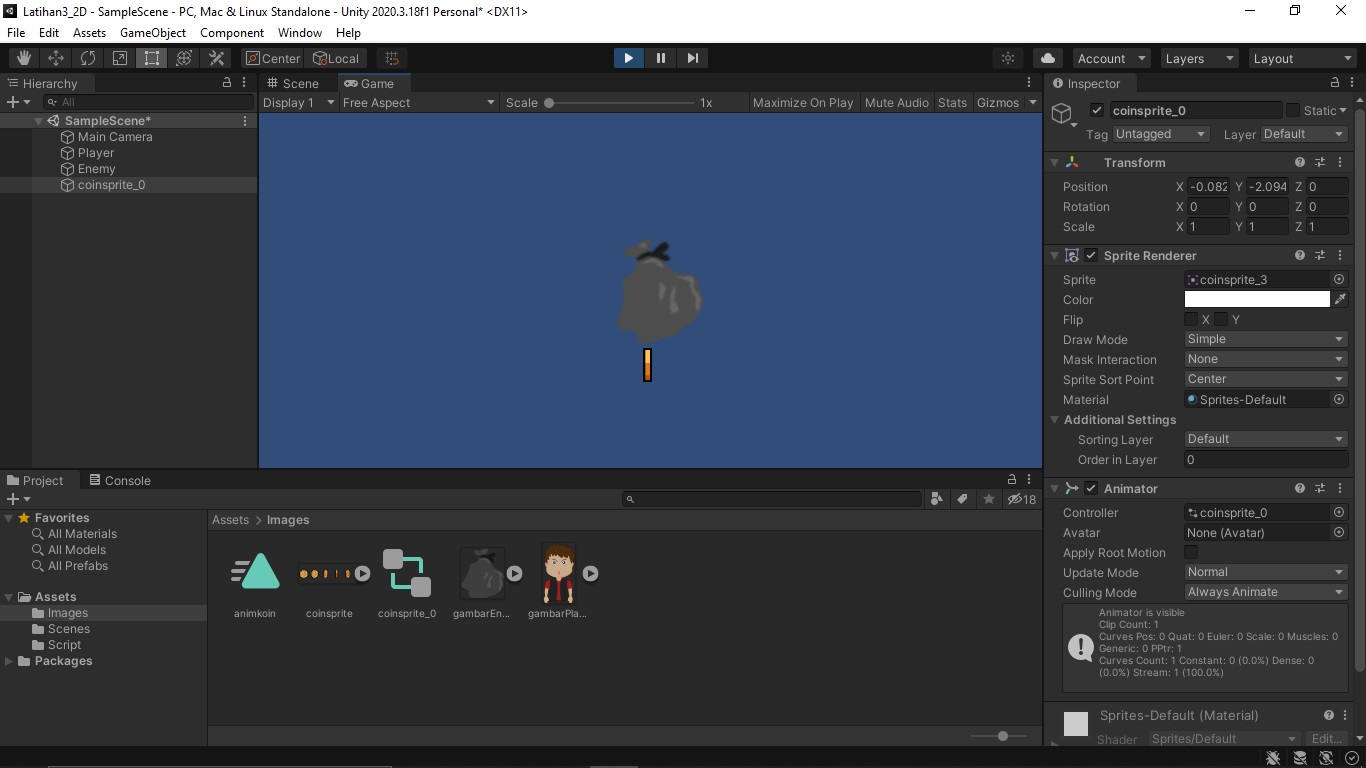 Latihan3_2D - SampleScene - PC, Mac & Linux Standalone - Unity 2020.3.18f1 Personal* <DX11>
File Edit Assets GameObject Component Window Help
Center Local Account Layers Layout
Hierarchy
All
SampleScene*
Main Camera
Player
Enemy
coinsprite_0
Scene Game
Display 1 Free Aspect Scale 1x Maximize On Play Mute Audio Stats Gizmos
Inspector
coinsprite_0 Static
Tag Untagged Layer Default
Transform
Position X -0.082 Y -2.094 Z 0
Rotation X 0 Y 0 Z 0
Scale X 1 Y 1 Z 1
Sprite Renderer
Sprite coinsprite_3
Color
Flip X Y
Draw Mode Simple
Mask Interaction None
Sprite Sort Point Center
Material Sprites-Default
Additional Settings
Sorting Layer Default
Order in Layer 0
Animator
Controller coinsprite_0
Avatar None (Avatar)
Apply Root Motion
Update Mode Normal
Culling Mode Always Animate
Animator is visible
Clip Count: 1
Curves Pos: 0 Quat: 0 Euler: 0 Scale: 0 Muscles: 0
Generic: 0 PPtr: 1
Curves Count: 1 Constant: 0 (0.0%) Dense: 0
(0.0%) Stream: 1 (100.0%)
Sprites-Default (Material)
Shader Sprites/Default Edit...
Project Console
18
Favorites
All Materials
All Models
All Prefabs
Assets
Images
Scenes
Script
Packages
Assets > Images
animkoin coinsprite coinsprite_0 gambarEn... gambarPla...